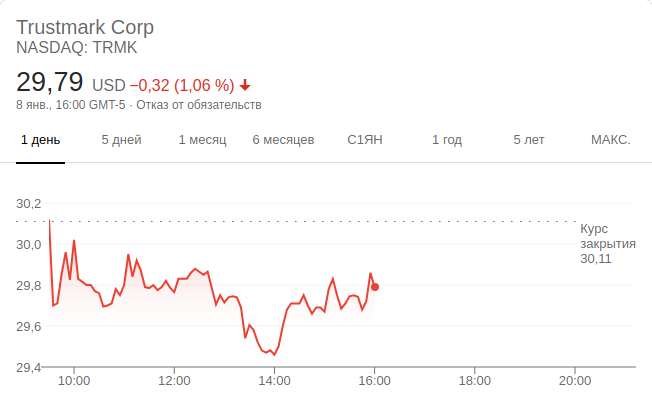 Trustmark Corp
NASDAQ: TRMK
29,79 USD −0,32 (1,06 %)
8 янв., 16:00 GMT-5 · Отказ от обязательств
1 день 5 дней 1 месяц 6 месяцев С1ЯН 1 год 5 лет МАКС.
30,2
Курс
закрытия
30,11
30,0
29,8
29,6
29,4
10:00 12:00 14:00 16:00 18:00 20:00